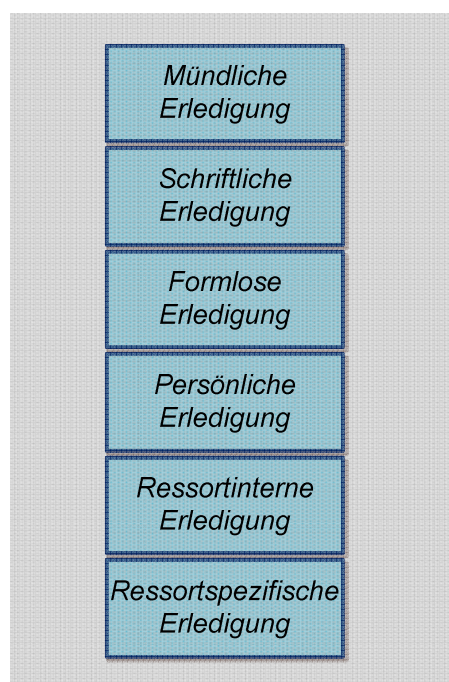 Mündliche
Erledigung
Schriftliche
Erledigung
Formlose
Erledigung
Persönliche
Erledigung
Ressortinterne
Erledigung
Ressortspezifische
Erledigung